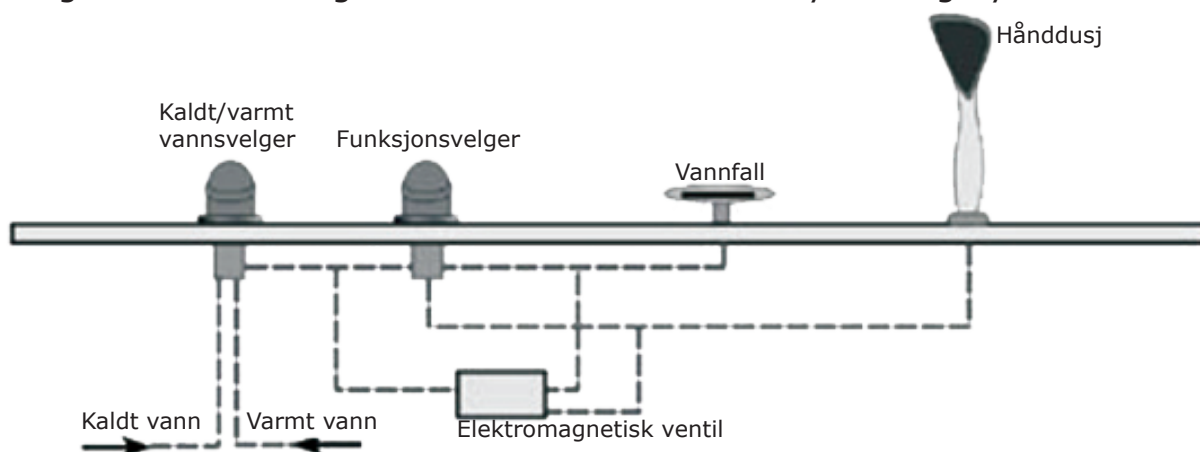 Hånddusj
Kaldt/varmt
vannsvelger
Funksjonsvelger
Vannfall
Kaldt vann
Varmt vann
Elektromagnetisk ventil